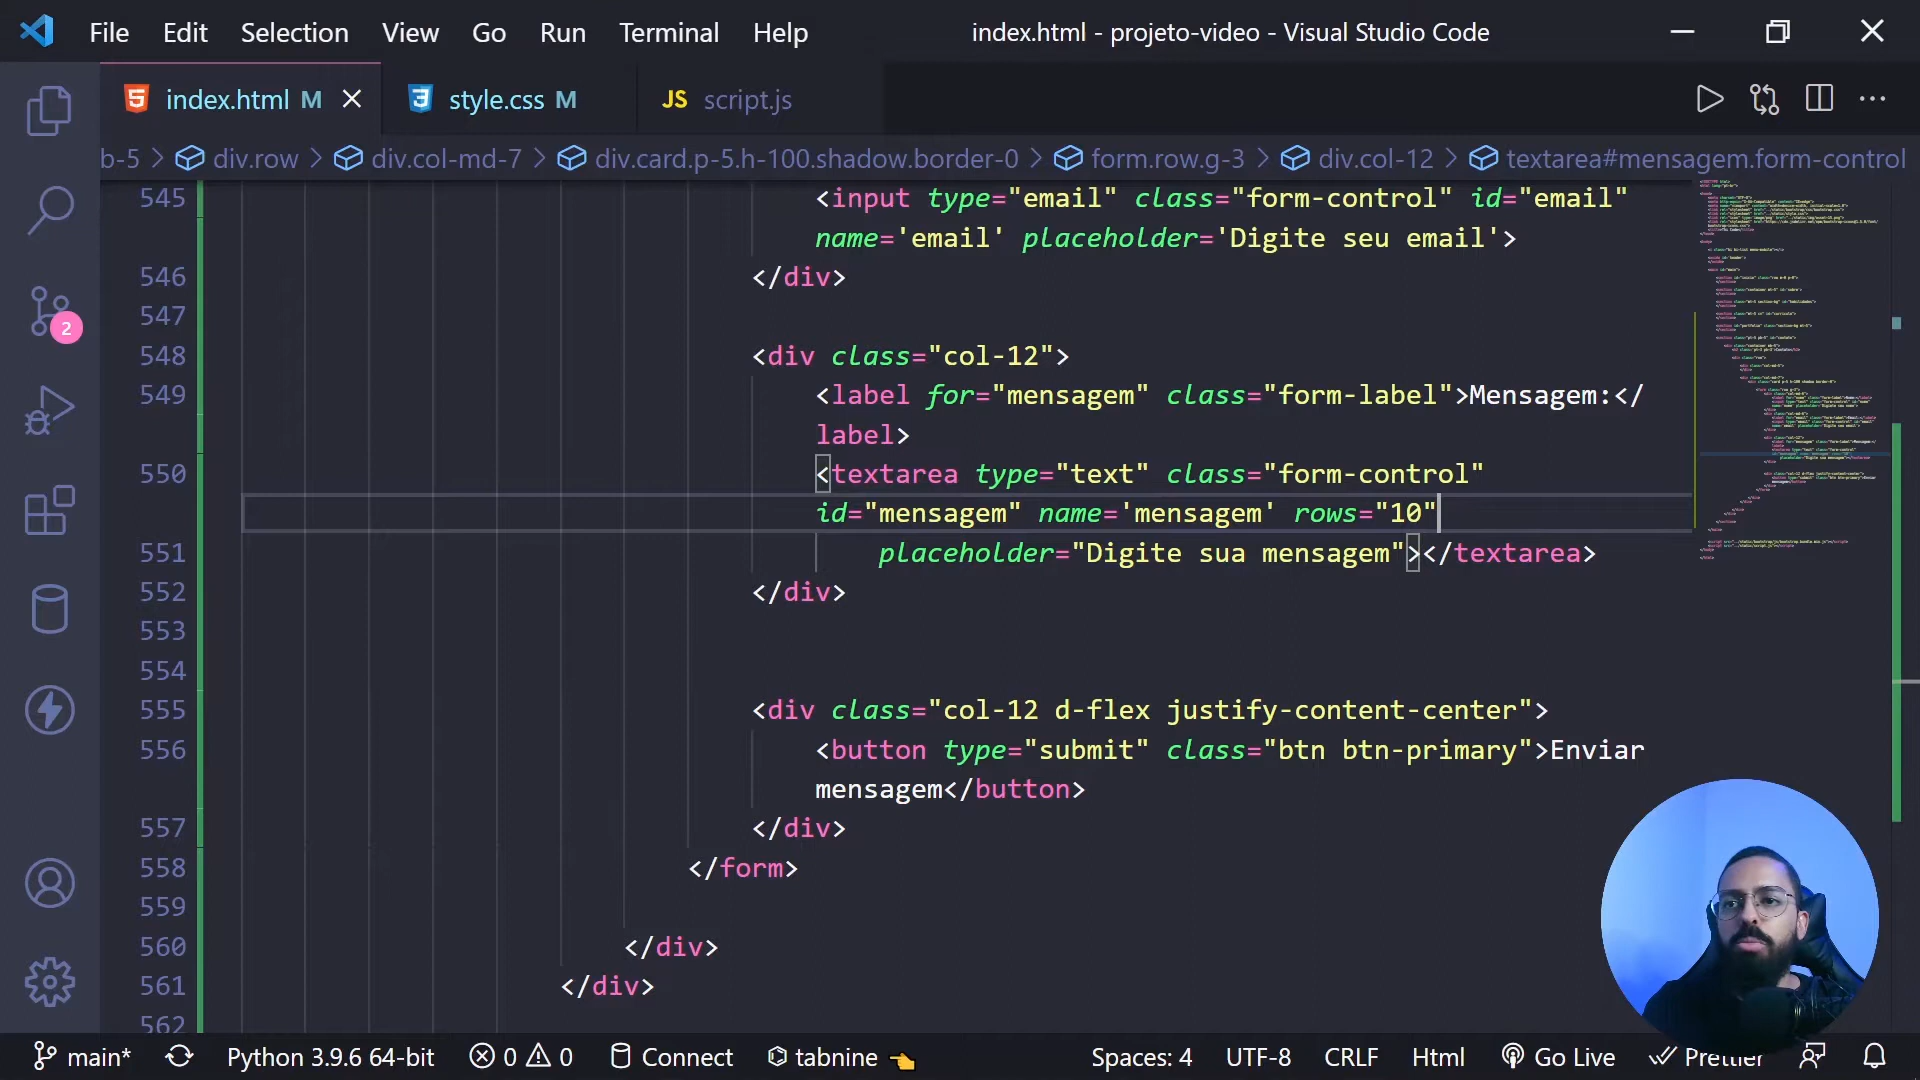 File Edit Selection View Go Run Terminal Help index.html - projeto-video - Visual Studio Code
index.html M style.css M JS script.js
b-5 > div.row > div.col-md-7 > div.card.p-5.h-100.shadow.border-0 > form.row.g-3 > div.col-12 > textarea#mensagem.form-control
545 <input type="email" class="form-control" id="email"
name='email' placeholder='Digite seu email'>
546 </div>
547
548 <div class="col-12">
549 <label for="mensagem" class="form-label">Mensagem:</
label>
550 <textarea type="text" class="form-control"
id="mensagem" name='mensagem' rows="10"
551 placeholder="Digite sua mensagem"></textarea>
552 </div>
553
554
555 <div class="col-12 d-flex justify-content-center">
556 <button type="submit" class="btn btn-primary">Enviar
mensagem</button>
557 </div>
558 </form>
559
560 </div>
561 </div>
562
2
main* Python 3.9.6 64-bit 0 0 Connect tabnine Spaces: 4 UTF-8 CRLF Html Go Live Prettier